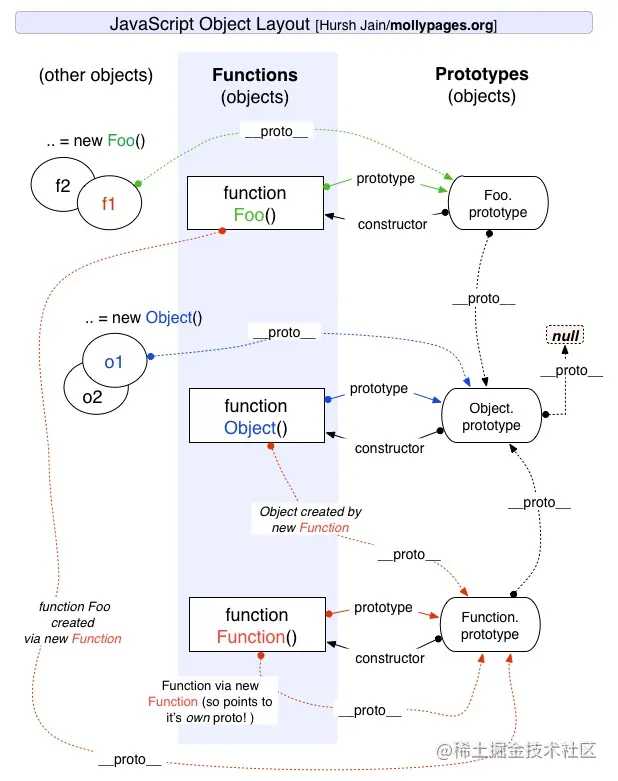 JavaScript Object Layout [Hursh Jain/mollypages.org]
(other objects)
Functions
(objects)
Prototypes
(objects)
.. = new Foo()
__proto__
f2
f1
function
Foo()
prototype
constructor
Foo.
prototype
__proto__
.. = new Object()
__proto__
null
__proto__
o1
o2
function
Object()
prototype
constructor
Object.
prototype
Object created by
new Function
__proto__
__proto__
function Foo
created
via new Function
function
Function()
prototype
constructor
Function.
prototype
Function via new
Function (so points to
it's own proto! )
__proto__
__proto__
@稀土掘金技术社区